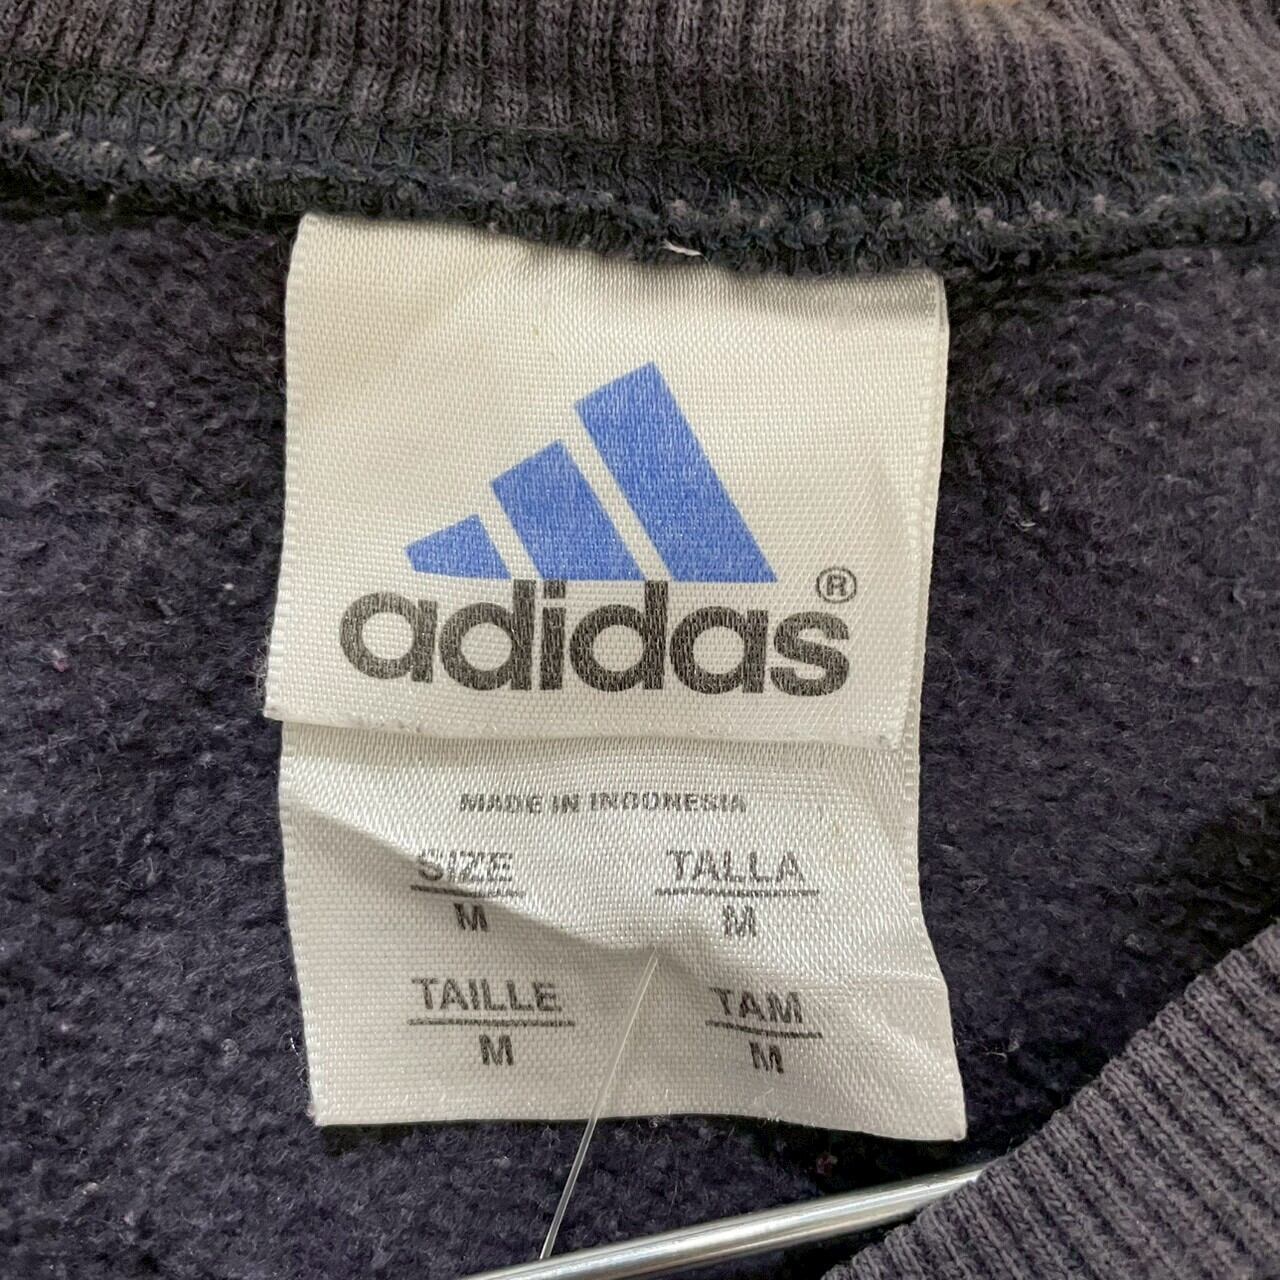 adidas®
MADE IN INDONESIA
SIZE TALLA
M M
TAILLE TAM
M M